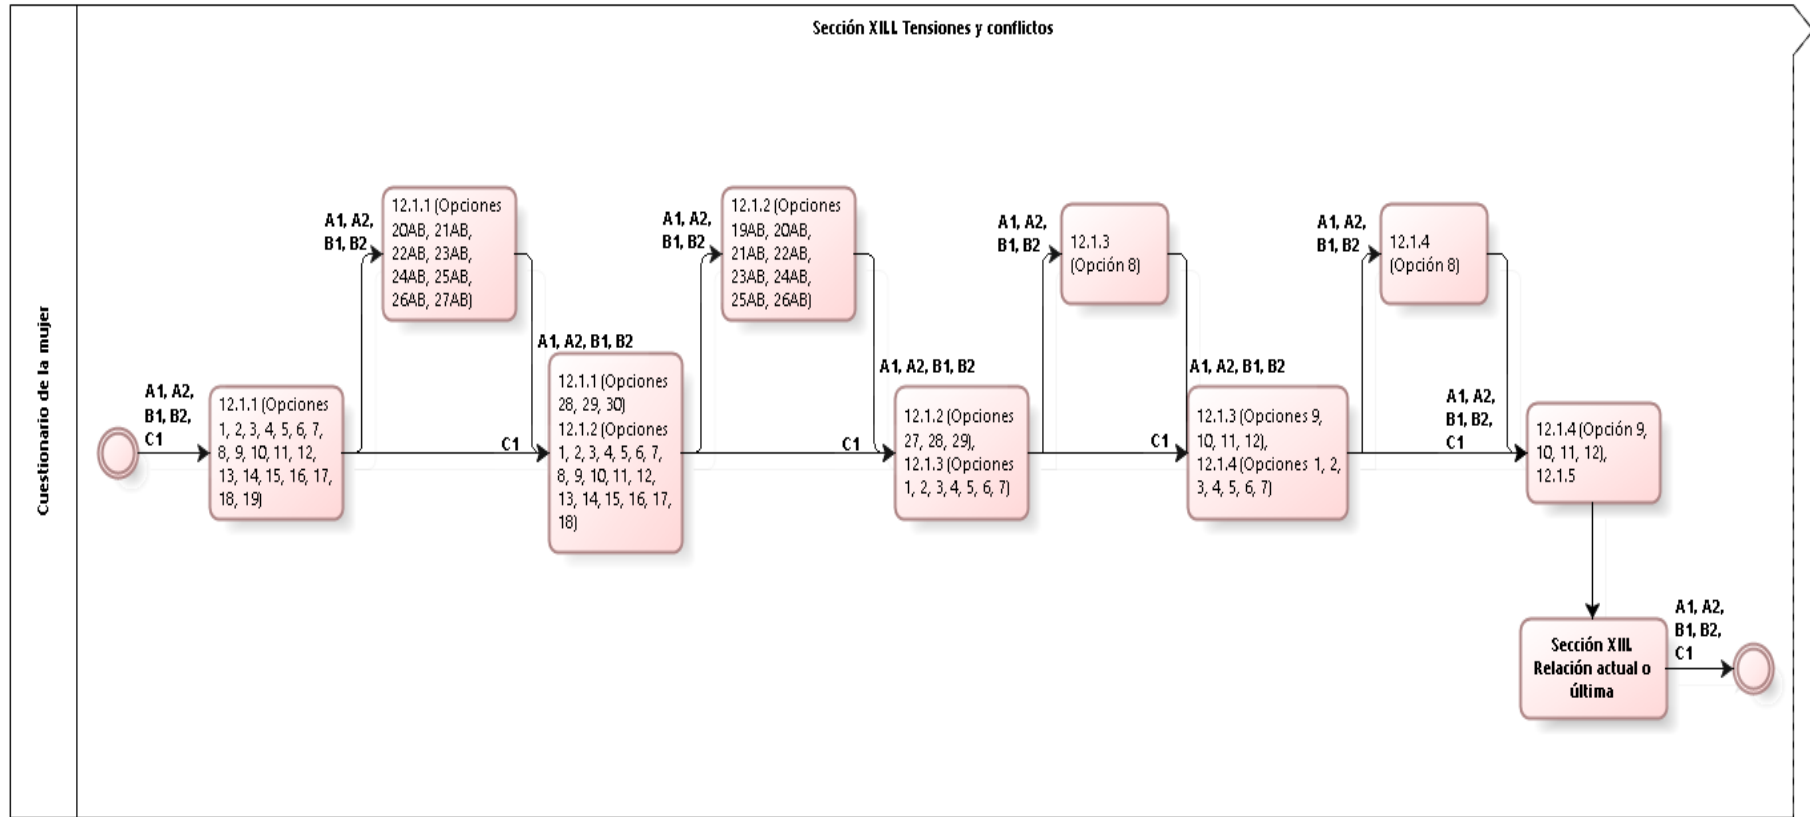 Sección XII. Tensiones y conflictos
Cuestionario de la mujer
A1, A2,
B1, B2,
C1
12.1.1 (Opciones
1, 2, 3, 4, 5, 6, 7,
8, 9, 10, 11, 12,
13, 14, 15, 16, 17,
18, 19)
A1, A2,
B1, B2
12.1.1 (Opciones
20AB, 21AB,
22AB, 23AB,
24AB, 25AB,
26AB, 27AB)
C1
A1, A2, B1, B2
12.1.1 (Opciones
28, 29, 30)
12.1.2 (Opciones
1, 2, 3, 4, 5, 6, 7,
8, 9, 10, 11, 12,
13, 14, 15, 16, 17,
18)
A1, A2,
B1, B2
12.1.2 (Opciones
19AB, 20AB,
21AB, 22AB,
23AB, 24AB,
25AB, 26AB)
C1
A1, A2, B1, B2
12.1.2 (Opciones
27, 28, 29),
12.1.3 (Opciones
1, 2, 3, 4, 5, 6, 7)
A1, A2,
B1, B2
12.1.3
(Opción 8)
C1
A1, A2, B1, B2
12.1.3 (Opciones 9,
10, 11, 12),
12.1.4 (Opciones 1, 2,
3, 4, 5, 6, 7)
A1, A2,
B1, B2
12.1.4
(Opción 8)
A1, A2,
B1, B2,
C1
12.1.4 (Opción 9,
10, 11, 12),
12.1.5
Sección XIII.
Relación actual o
última
A1, A2,
B1, B2,
C1